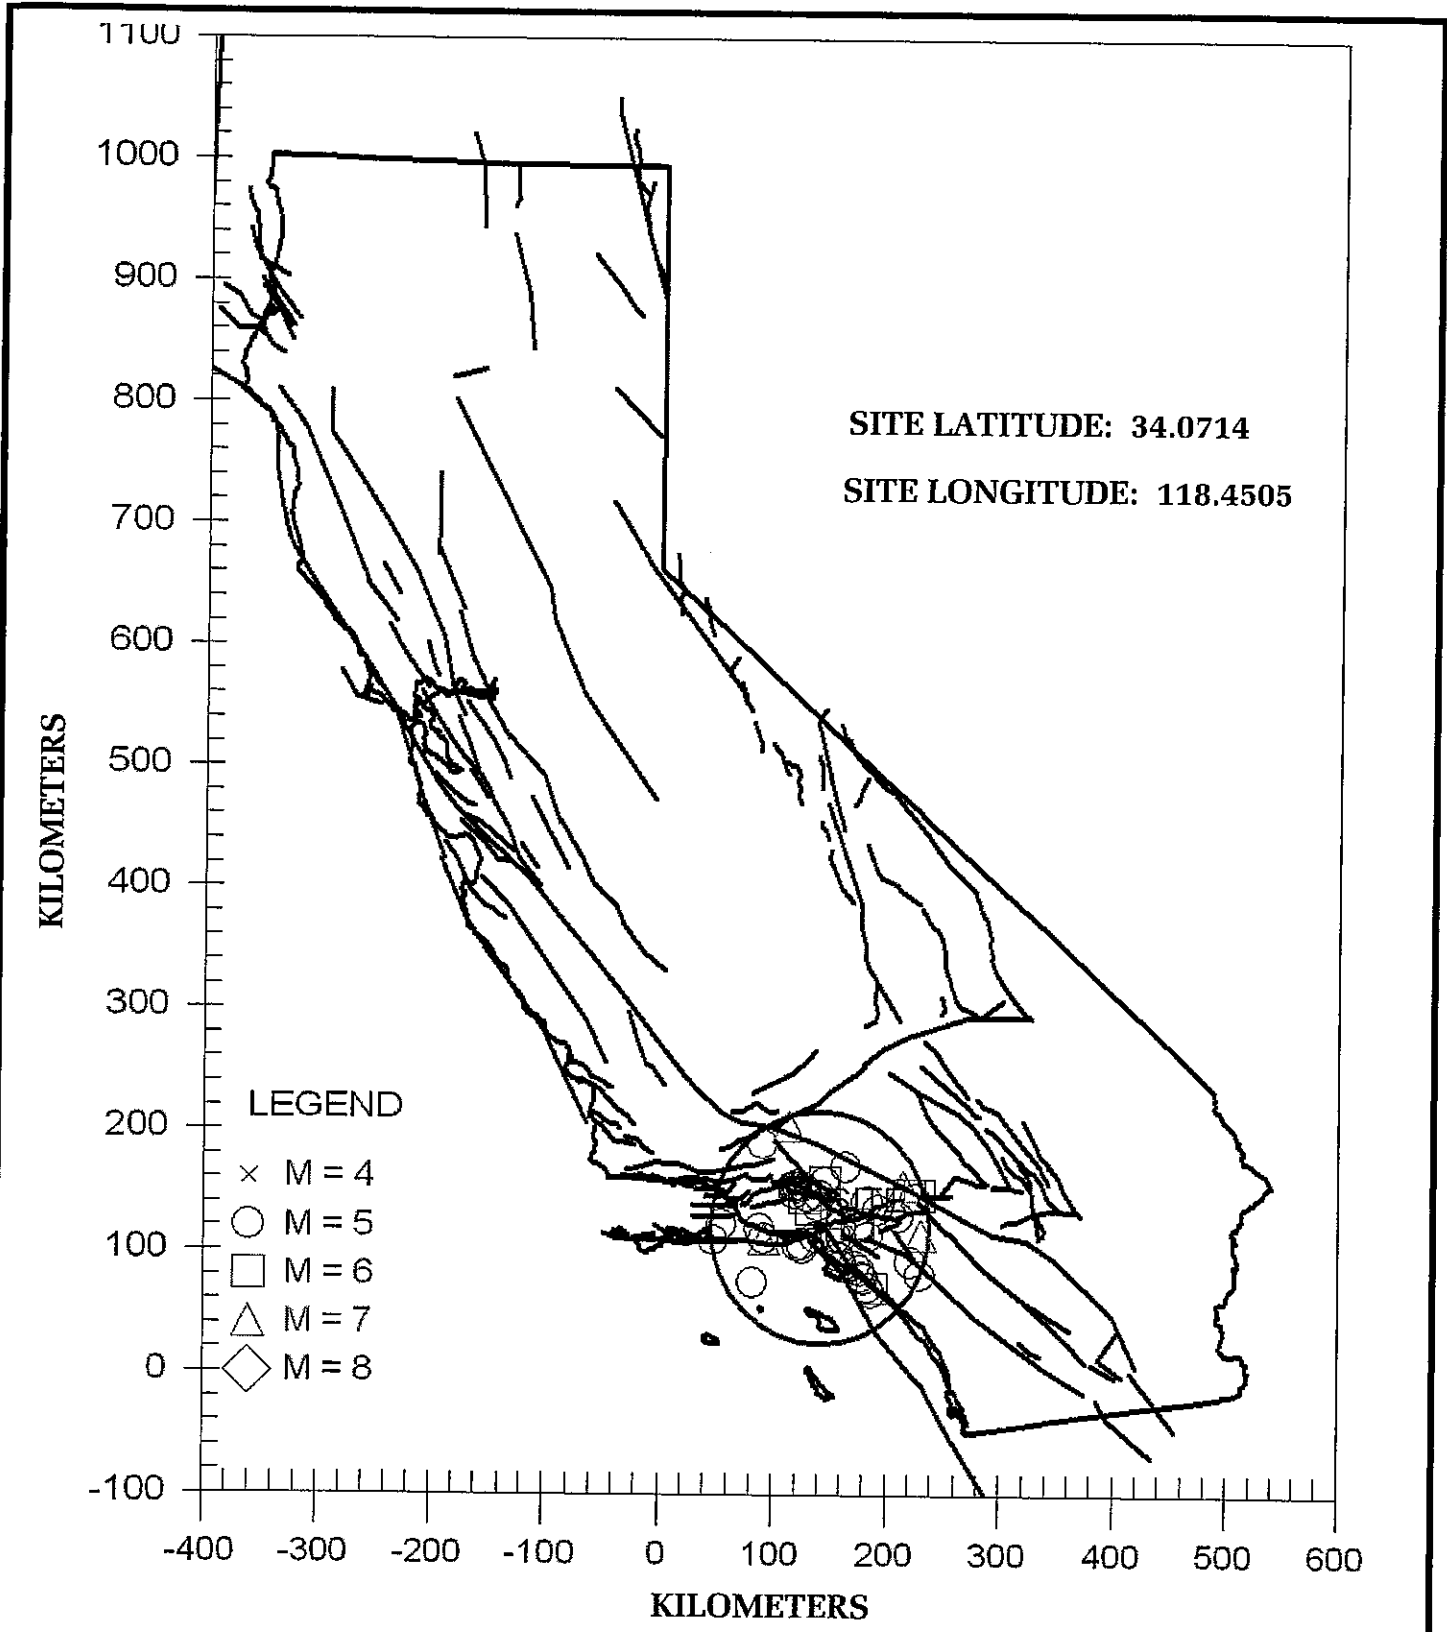 1100
1000
900
800
SITE LATITUDE: 34.0714
SITE LONGITUDE: 118.4505
700
600
500
400
300
200
100
0
-100
KILOMETERS
LEGEND
M = 4
M = 5
M = 6
M = 7
M = 8
-400 -300 -200 -100 0 100 200 300 400 500 600
KILOMETERS